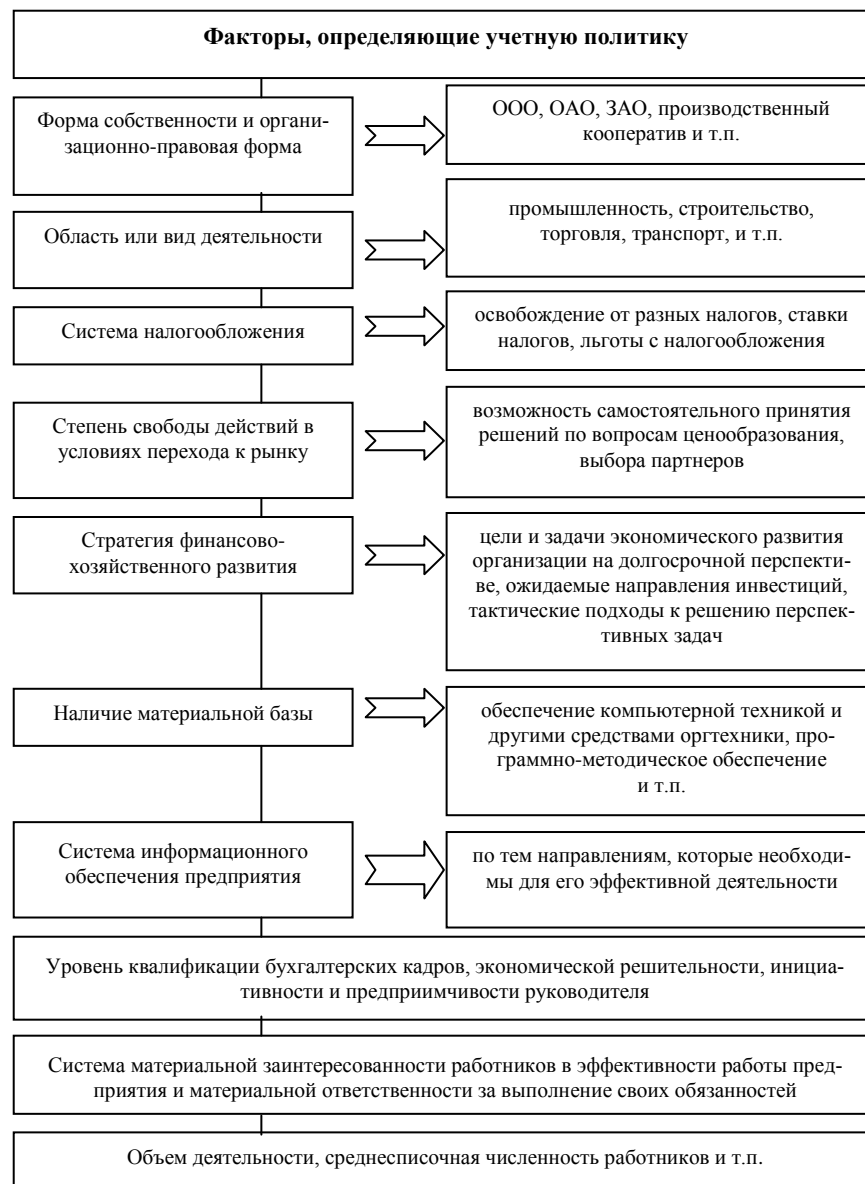 Факторы, определяющие учетную политику
Форма собственности и органи-
зационно-правовая форма
ООО, ОАО, ЗАО, производственный
кооператив и т.п.
Область или вид деятельности
промышленность, строительство,
торговля, транспорт, и т.п.
Система налогообложения
освобождение от разных налогов, ставки
налогов, льготы с налогообложения
Степень свободы действий в
условиях перехода к рынку
возможность самостоятельного принятия
решений по вопросам ценообразования,
выбора партнеров
Стратегия финансово-
хозяйственного развития
цели и задачи экономического развития
организации на долгосрочной перспекти-
ве, ожидаемые направления инвестиций,
тактические подходы к решению перспек-
тивных задач
Наличие материальной базы
обеспечение компьютерной техникой и
другими средствами оргтехники, про-
граммно-методическое обеспечение
и т.п.
Система информационного
обеспечения предприятия
по тем направлениям, которые необходи-
мы для его эффективной деятельности
Уровень квалификации бухгалтерских кадров, экономической решительности, инициа-
тивности и предприимчивости руководителя
Система материальной заинтересованности работников в эффективности работы пред-
приятия и материальной ответственности за выполнение своих обязанностей
Объем деятельности, среднесписочная численность работников и т.п.